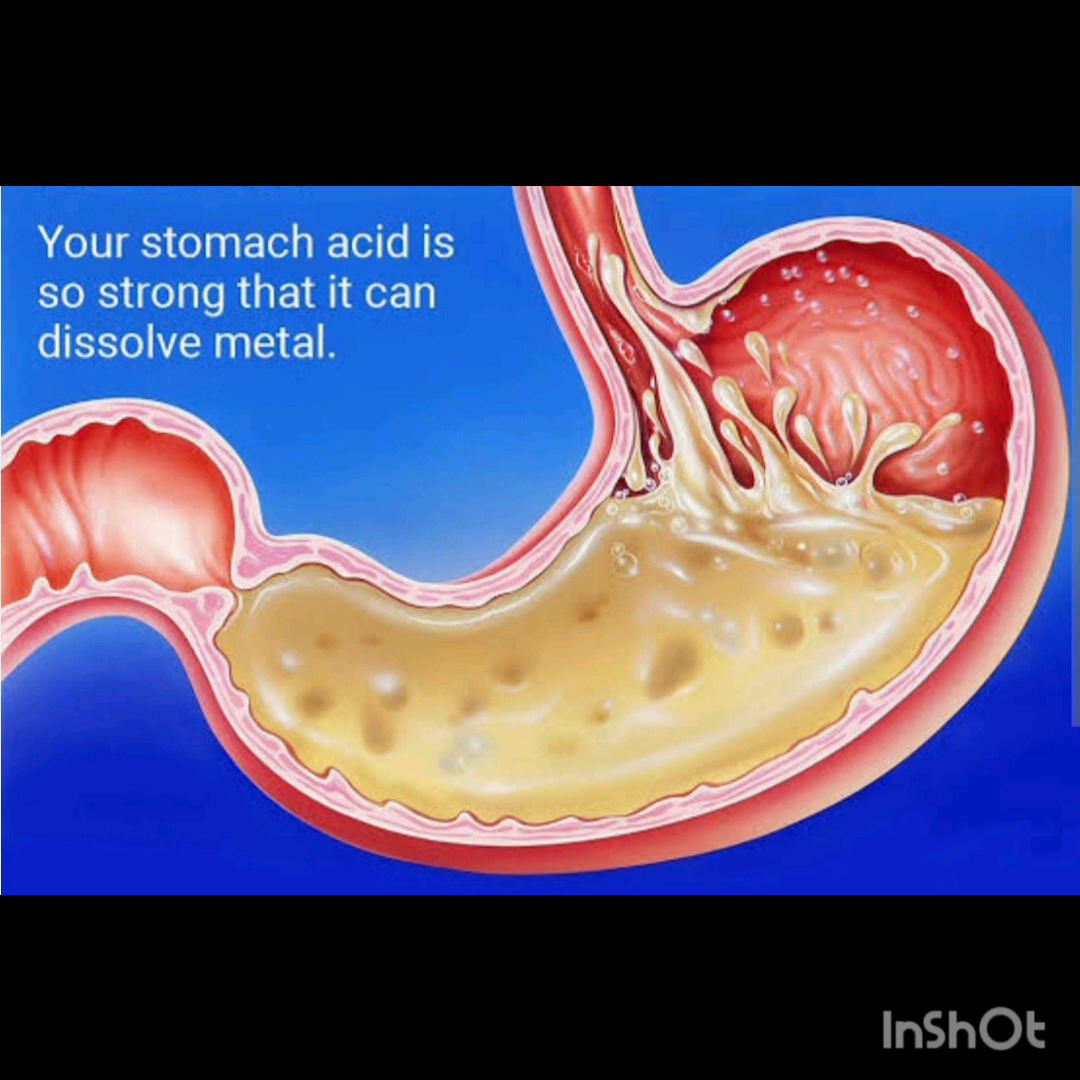 Your stomach acid is
so strong that it can
dissolve metal.
InShOt